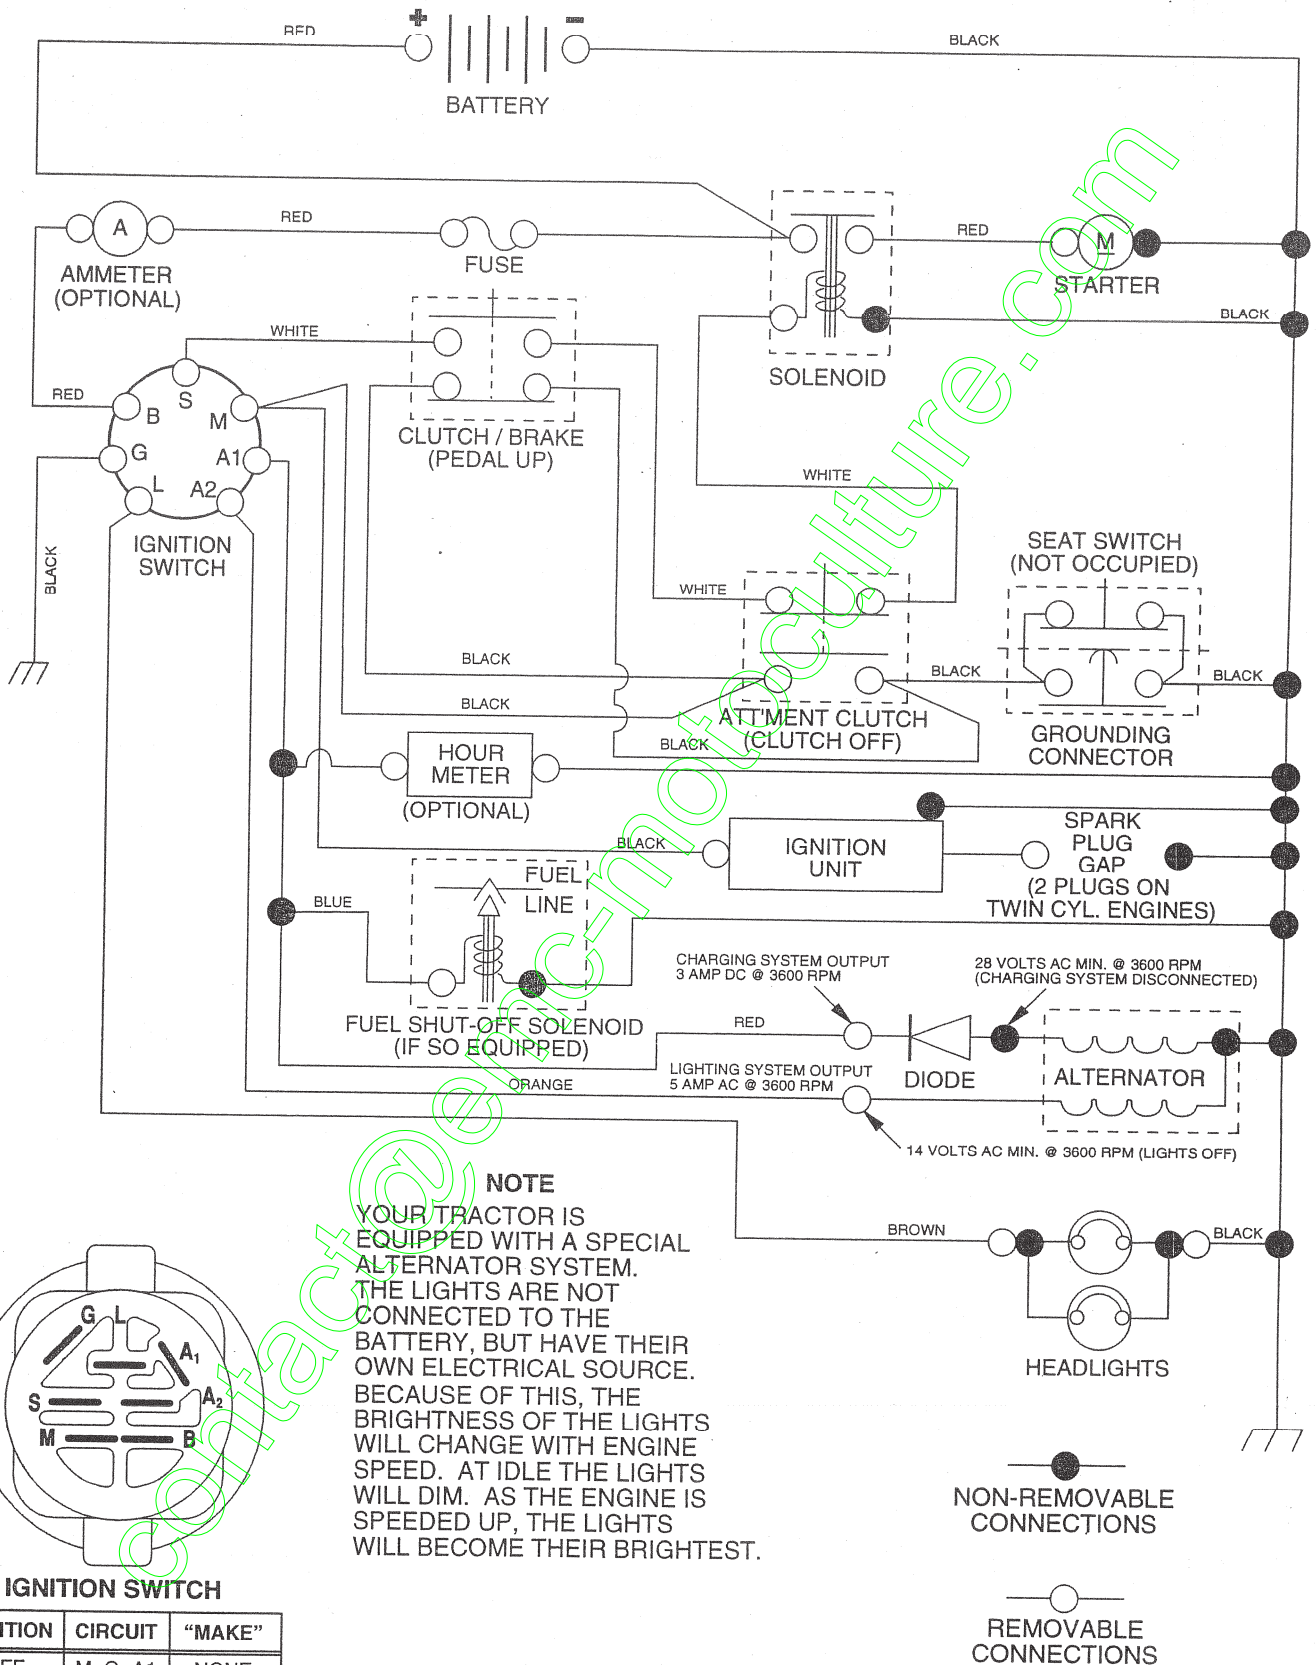 RED
+
−
BLACK
BATTERY
A
RED
RED
M
AMMETER
(OPTIONAL)
FUSE
STARTER
WHITE
BLACK
SOLENOID
RED
S
B
M
G
A1
L
A2
CLUTCH / BRAKE
(PEDAL UP)
WHITE
IGNITION
SWITCH
BLACK
SEAT SWITCH
(NOT OCCUPIED)
WHITE
BLACK
BLACK
BLACK
BLACK
ATT'MENT CLUTCH
(CLUTCH OFF)
BLACK
GROUNDING
CONNECTOR
HOUR
METER
(OPTIONAL)
BLACK
IGNITION
UNIT
SPARK
PLUG
GAP
(2 PLUGS ON
TWIN CYL. ENGINES)
FUEL
LINE
BLUE
CHARGING SYSTEM OUTPUT
3 AMP DC @ 3600 RPM
28 VOLTS AC MIN. @ 3600 RPM
(CHARGING SYSTEM DISCONNECTED)
FUEL SHUT-OFF SOLENOID
(IF SO EQUIPPED)
RED
LIGHTING SYSTEM OUTPUT
5 AMP AC @ 3600 RPM
DIODE
ALTERNATOR
ORANGE
14 VOLTS AC MIN. @ 3600 RPM (LIGHTS OFF)
NOTE
YOUR TRACTOR IS
EQUIPPED WITH A SPECIAL
ALTERNATOR SYSTEM.
THE LIGHTS ARE NOT
CONNECTED TO THE
BATTERY, BUT HAVE THEIR
OWN ELECTRICAL SOURCE.
BECAUSE OF THIS, THE
BRIGHTNESS OF THE LIGHTS
WILL CHANGE WITH ENGINE
SPEED. AT IDLE THE LIGHTS
WILL DIM. AS THE ENGINE IS
SPEEDED UP, THE LIGHTS
WILL BECOME THEIR BRIGHTEST.
BROWN
BLACK
HEADLIGHTS
G L
A1
S
A2
M
B
IGNITION SWITCH
NON-REMOVABLE
CONNECTIONS
REMOVABLE
CONNECTIONS
ITION CIRCUIT "MAKE"
FF M+G+A1 NONE
contact@emc-motoculture.com